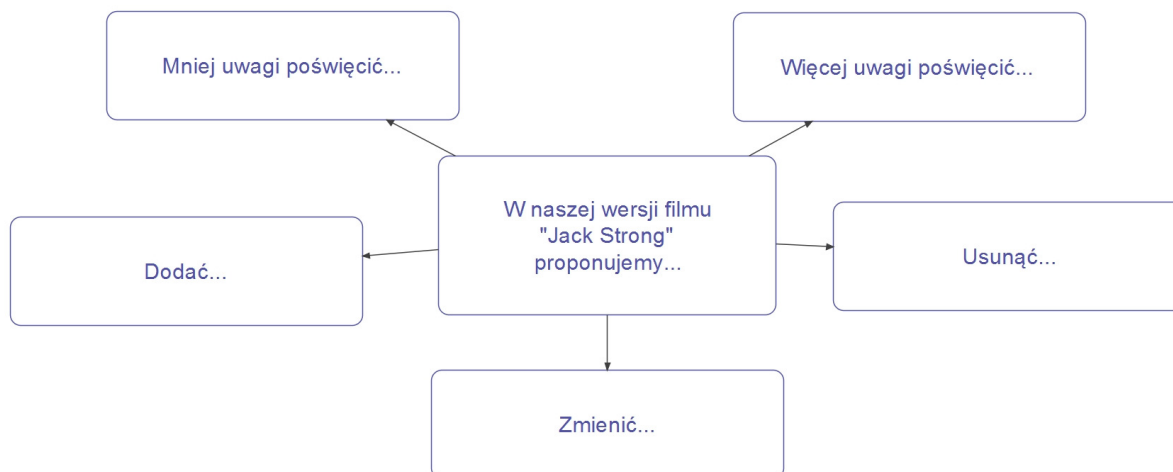 Mniej uwagi poświęcić...
Więcej uwagi poświęcić...
W naszej wersji filmu
"Jack Strong"
proponujemy...
Dodać...
Usunąć...
Zmienić...